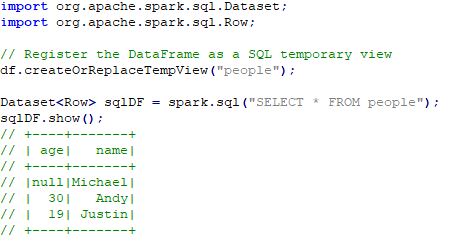 import org.apache.spark.sql.Dataset;
import org.apache.spark.sql.Row;

// Register the DataFrame as a SQL temporary view
df.createOrReplaceTempView("people");

Dataset<Row> sqlDF = spark.sql("SELECT * FROM people");
sqlDF.show();
// +----+-------+
// | age|   name|
// +----+-------+
// |null|Michael|
// |  30|   Andy|
// |  19| Justin|
// +----+-------+